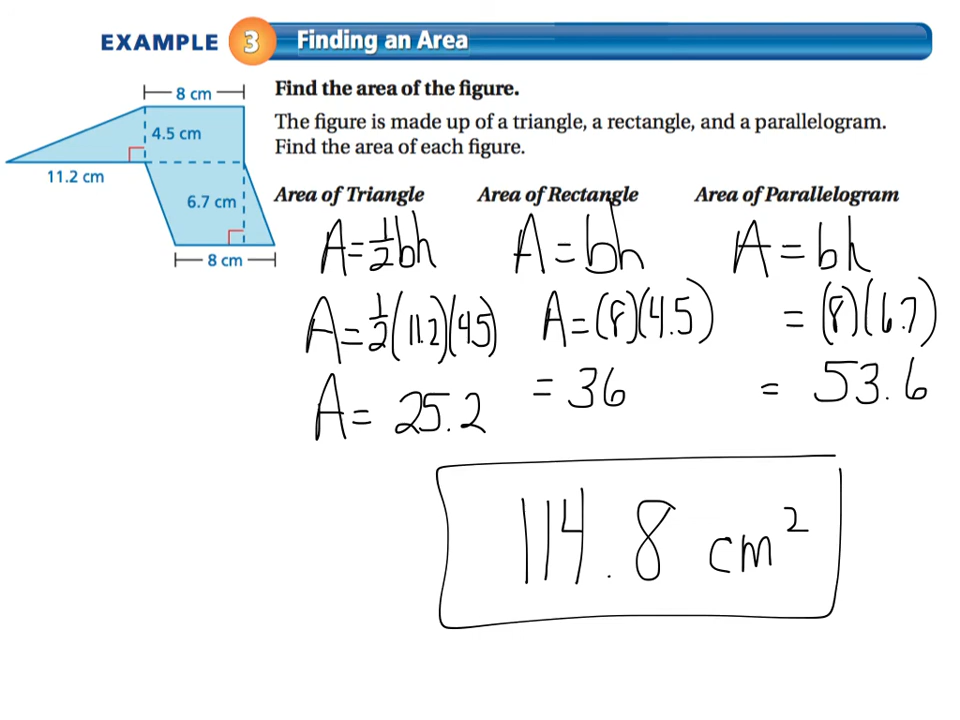 EXAMPLE 3 Finding an Area
8 cm
4.5 cm
11.2 cm
6.7 cm
8 cm
Find the area of the figure.
The figure is made up of a triangle, a rectangle, and a parallelogram.
Find the area of each figure.
Area of Triangle Area of Rectangle Area of Parallelogram
A=½bh A=bh A=bh
A=½(11.2)(4.5) A=(8)(4.5) =(8)(6.7)
A=25.2 =36 =53.6
114.8 cm²